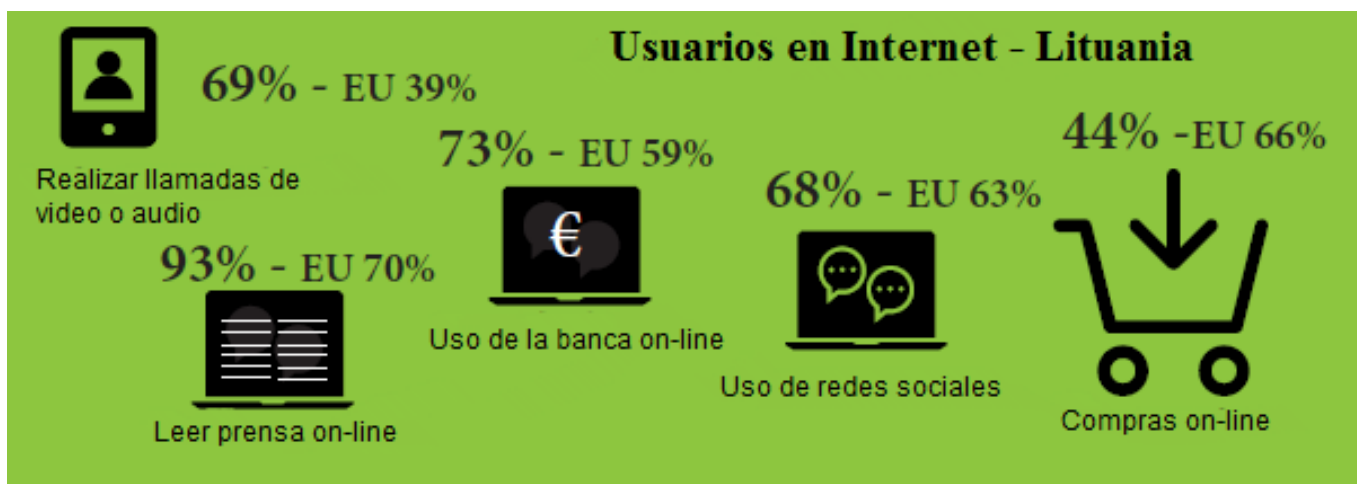 Usuarios en Internet - Lituania
69% - EU 39%
Realizar llamadas de
video o audio
93% - EU 70%
Leer prensa on-line
73% - EU 59%
€
Uso de la banca on-line
68% - EU 63%
Uso de redes sociales
44% -EU 66%
Compras on-line